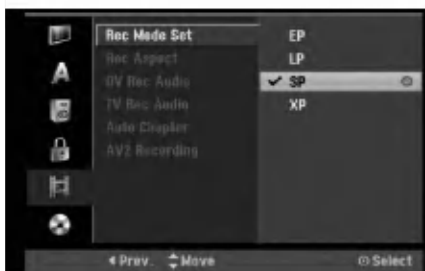 Rec Mode Set
EP
Rec Aspect
LP
DV Rec Audio
SP
TV Rec Audio
XP
Auto Chapter
AV2 Recording
A
Prev. Move Select